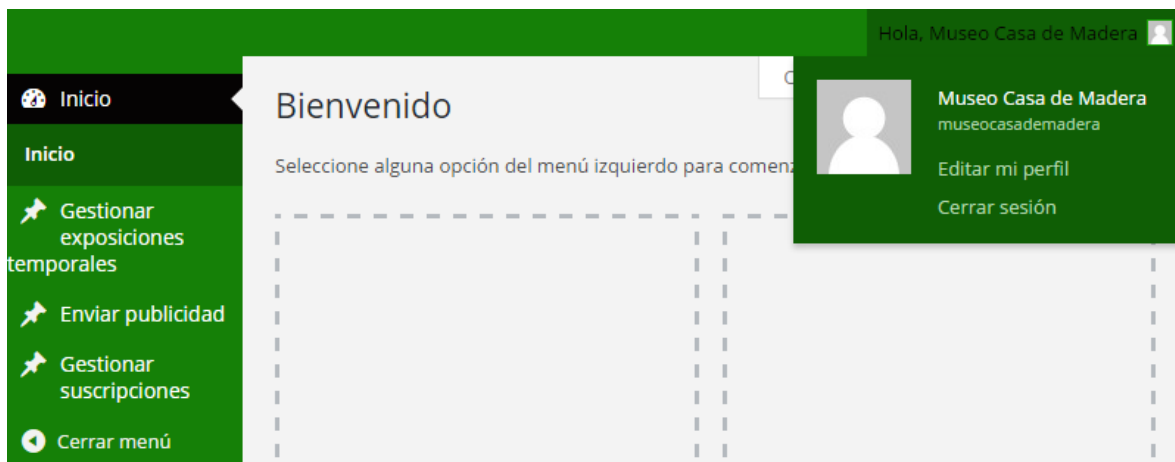 Hola, Museo Casa de Madera
Museo Casa de Madera
museocasademadera
Editar mi perfil
Cerrar sesión
Inicio
Inicio
Gestionar
exposiciones
temporales
Enviar publicidad
Gestionar
suscripciones
Cerrar menú
Bienvenido
Seleccione alguna opción del menú izquierdo para